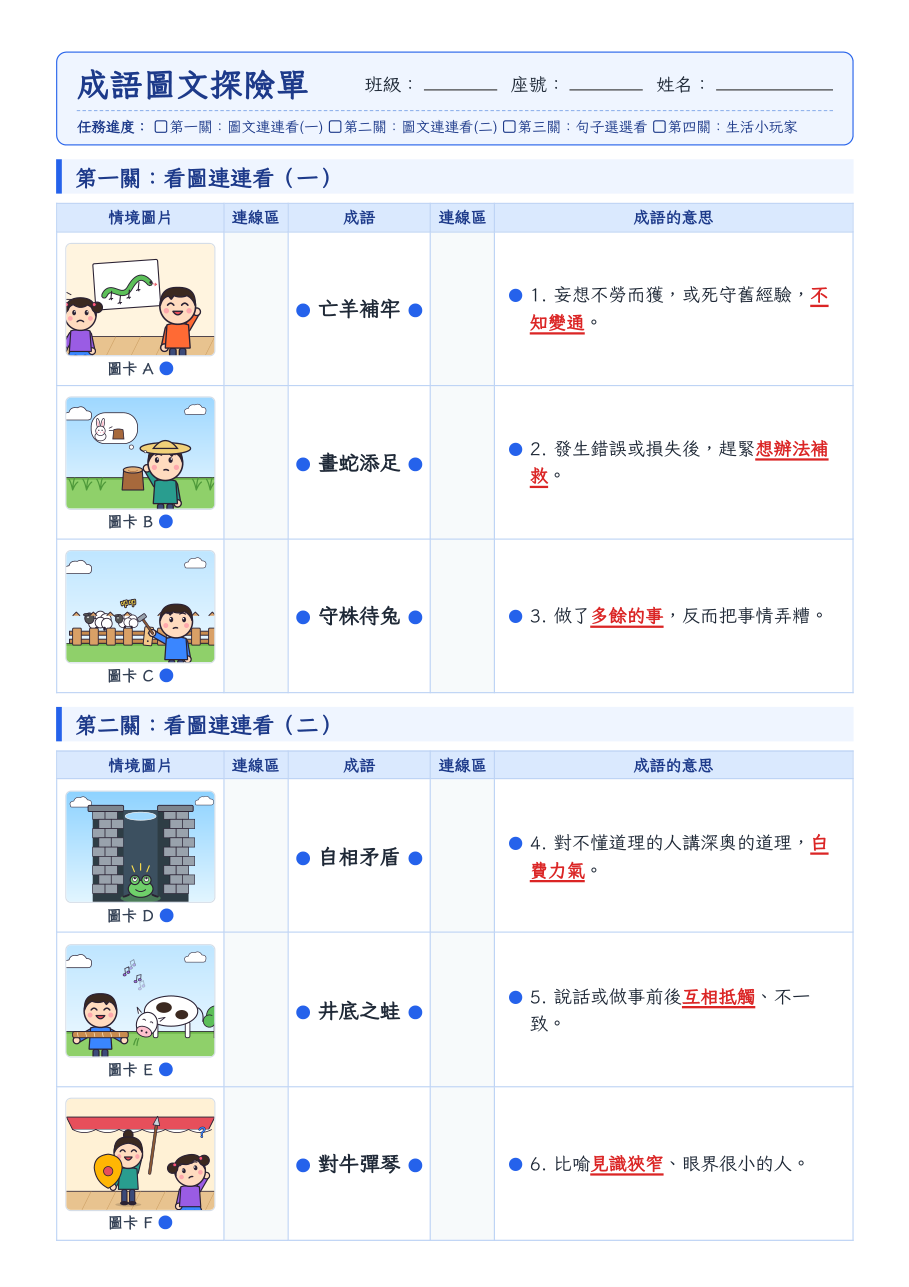 成語圖文探險單 班級： 座號： 姓名：
任務進度： 第一關：圖文連連看(一) 第二關：圖文連連看(二) 第三關：句子選選看 第四關：生活小玩家
第一關：看圖連連看（一）
情境圖片 連線區 成語 連線區 成語的意思
圖卡 A
亡羊補牢
1. 妄想不勞而獲，或死守舊經驗，不
知變通。
圖卡 B
畫蛇添足
2. 發生錯誤或損失後，趕緊想辦法補
救。
圖卡 C
守株待兔
3. 做了多餘的事，反而把事情弄糟。
第二關：看圖連連看（二）
情境圖片 連線區 成語 連線區 成語的意思
圖卡 D
自相矛盾
4. 對不懂道理的人講深奧的道理，白
費力氣。
圖卡 E
井底之蛙
5. 說話或做事前後互相抵觸、不一
致。
?
圖卡 F
對牛彈琴
6. 比喻見識狹窄、眼界很小的人。